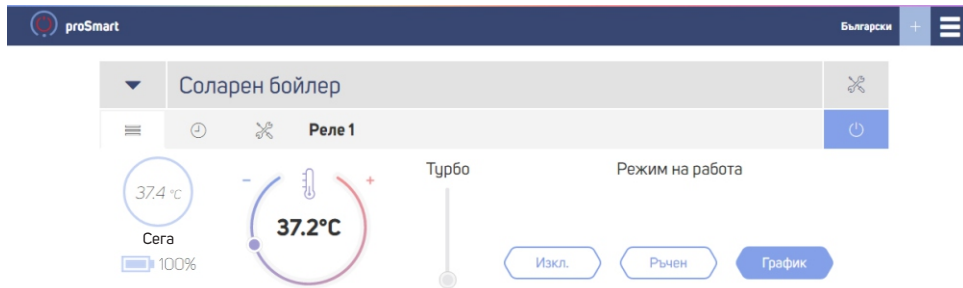 proSmart
Български +
Соларен бойлер
Реле 1
37.4 °C
Сега
100%
- +
37.2°C
Турбо
Режим на работа
Изкл.
Ръчен
График